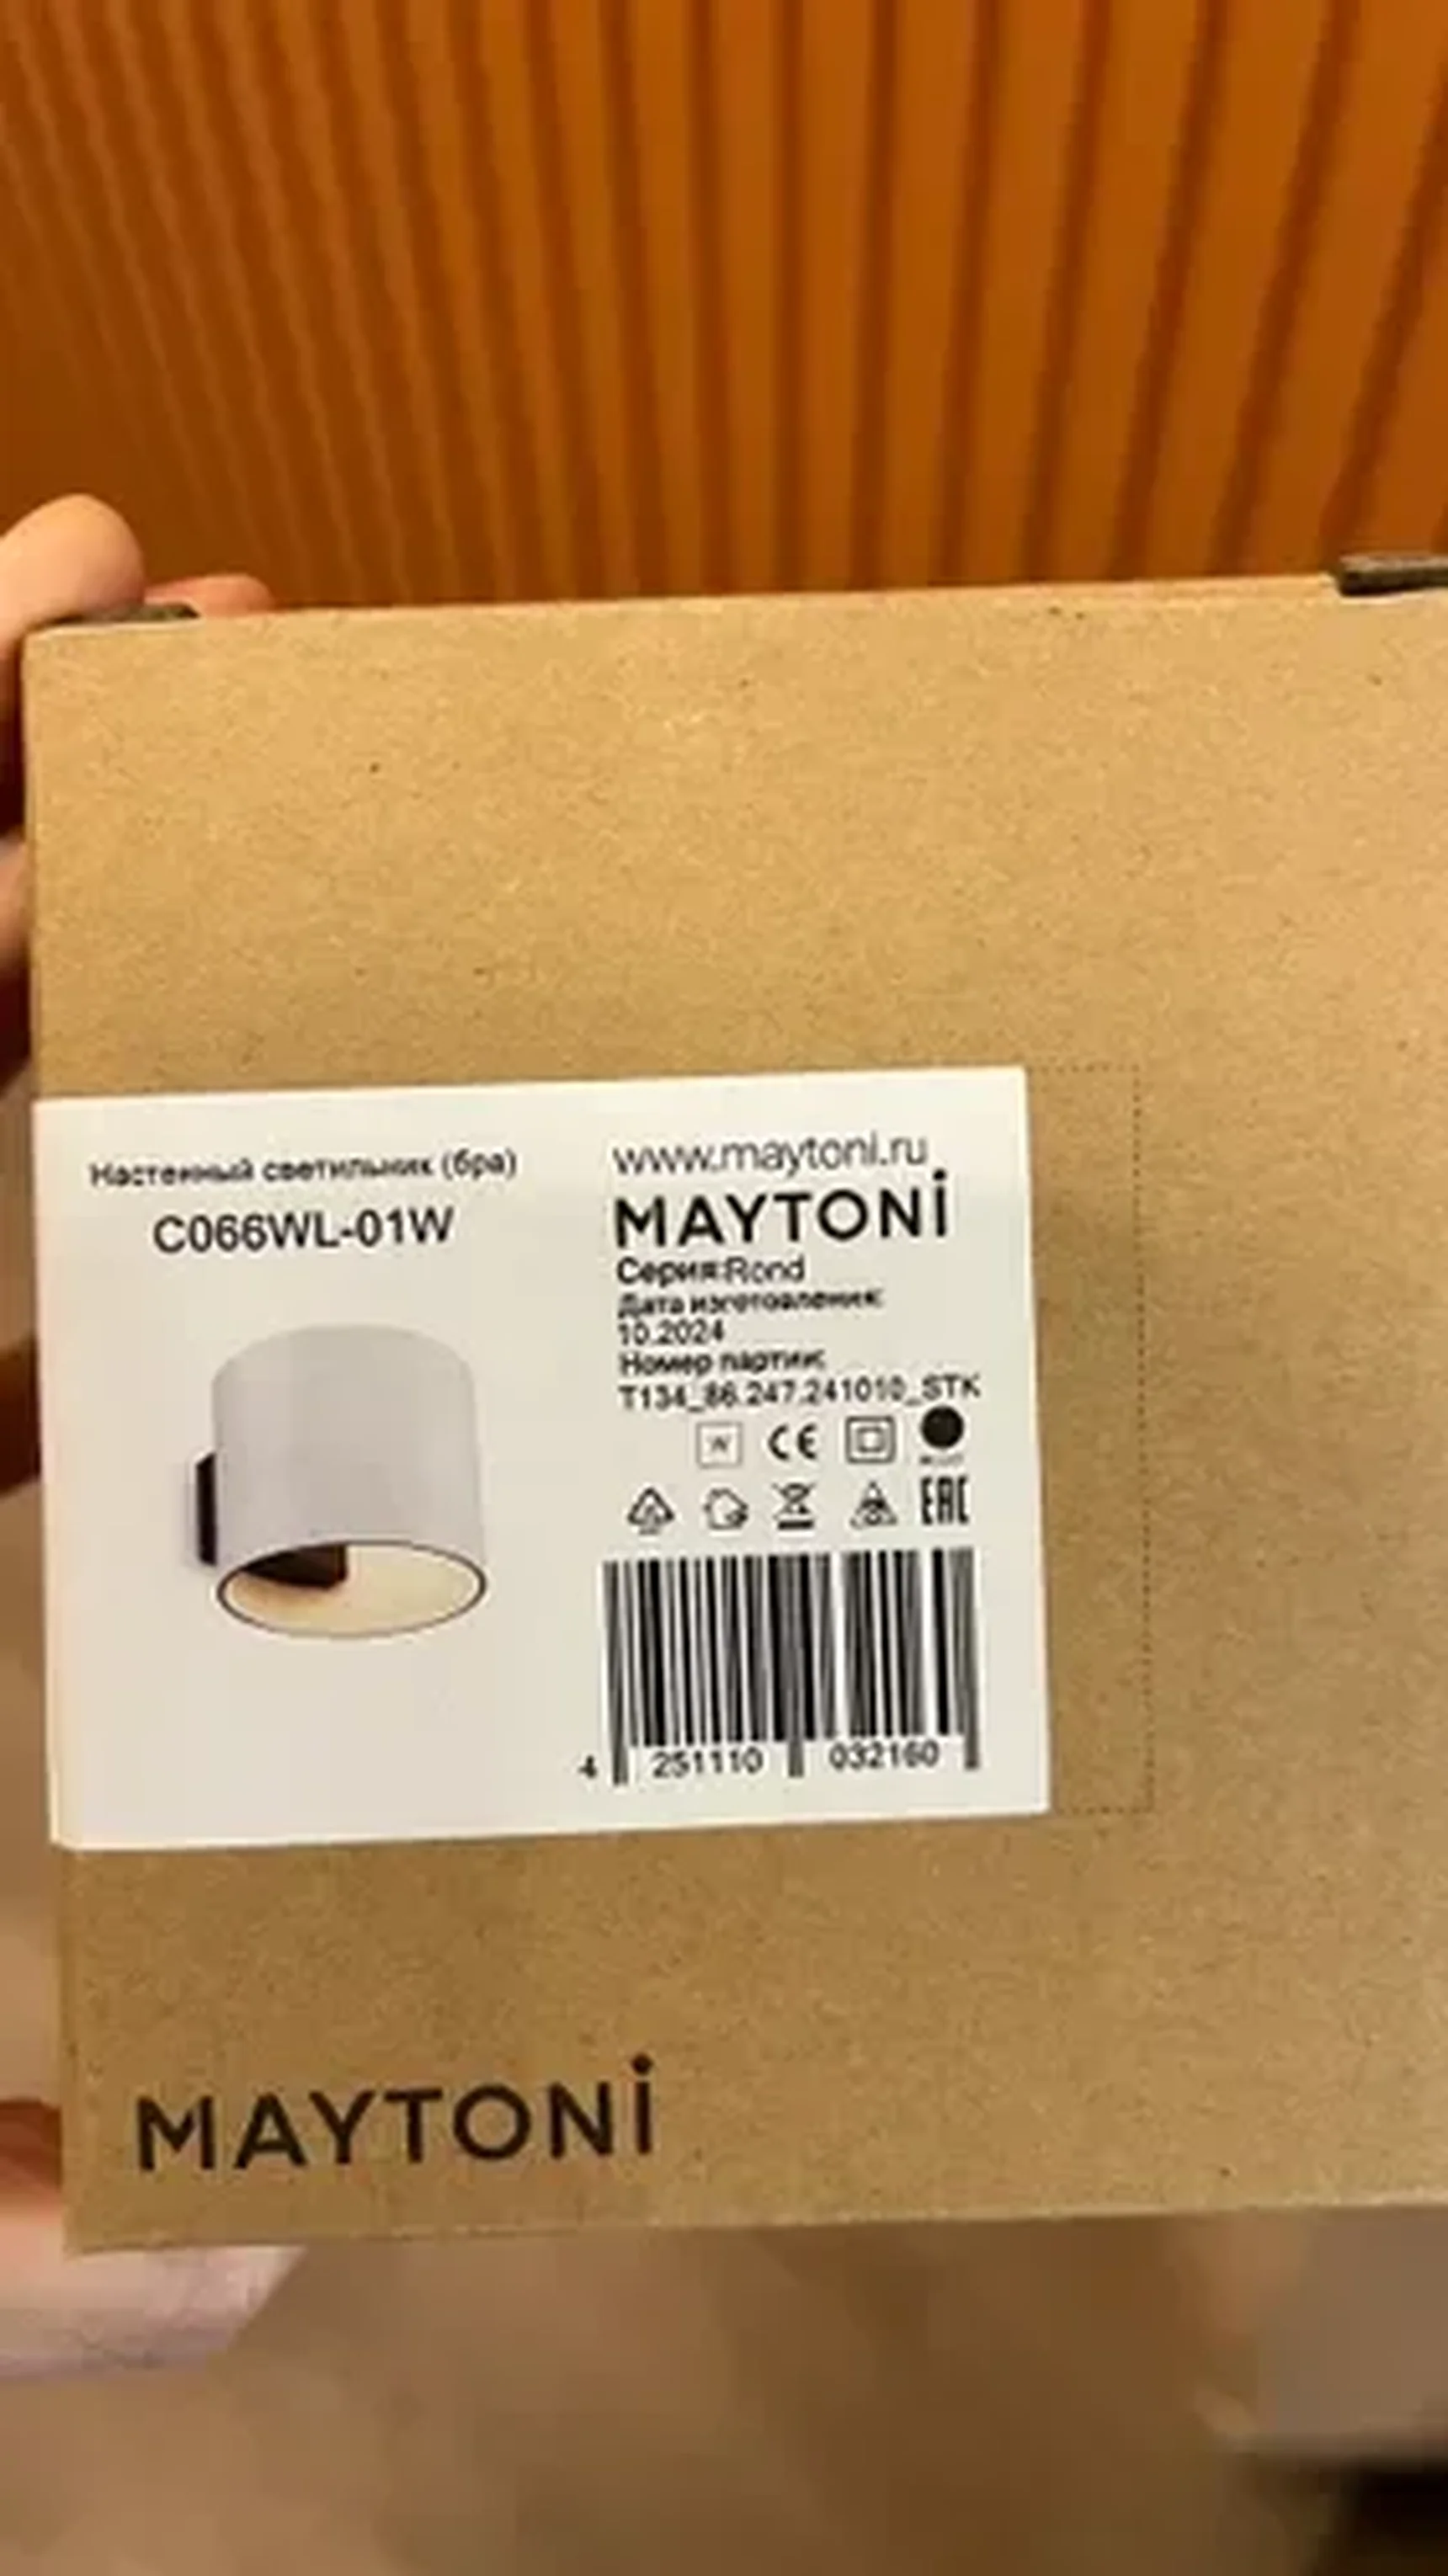 Настенный светильник (бра)
C066WL-01W
www.maytoni.ru
MAYTONi
Серия:Rond
Дата изготовления:
10.2024
Номер партии:
T134_86.247.241010_STK
CE
EAC
4 251110 032160
MAYTONi